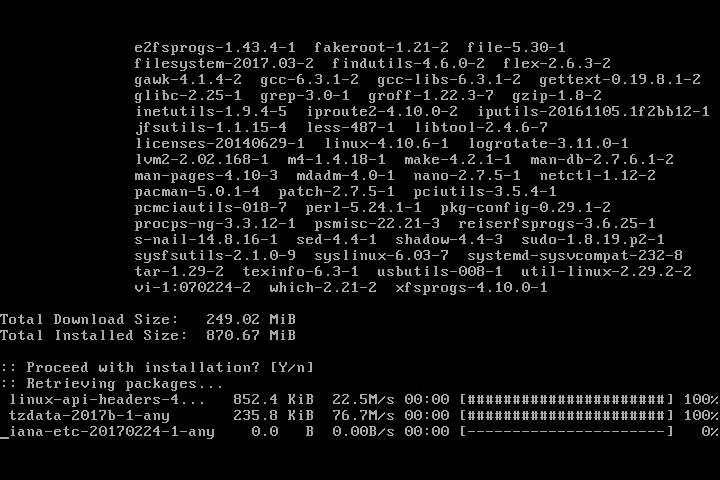 e2fsprogs-1.43.4-1  fakeroot-1.21-2  file-5.30-1
filesystem-2017.03-2  findutils-4.6.0-2  flex-2.6.3-2
gawk-4.1.4-2  gcc-6.3.1-2  gcc-libs-6.3.1-2  gettext-0.19.8.1-2
glibc-2.25-1  grep-3.0-1  groff-1.22.3-7  gzip-1.8-2
inetutils-1.9.4-5  iproute2-4.10.0-2  iputils-20161105.1f2bb12-1
jfsutils-1.1.15-4  less-487-1  libtool-2.4.6-7
licenses-20140629-1  linux-4.10.6-1  logrotate-3.11.0-1
lvm2-2.02.168-1  m4-1.4.18-1  make-4.2.1-1  man-db-2.7.6.1-2
man-pages-4.10-3  mdadm-4.0-1  nano-2.7.5-1  netctl-1.12-2
pacman-5.0.1-4  patch-2.7.5-1  pciutils-3.5.4-1
pcmciautils-018-7  perl-5.24.1-1  pkg-config-0.29.1-2
procps-ng-3.3.12-1  psmisc-22.21-3  reiserfsprogs-3.6.25-1
s-nail-14.8.16-1  sed-4.4-1  shadow-4.4-3  sudo-1.8.19.p2-1
sysfsutils-2.1.0-9  syslinux-6.03-7  systemd-sysvcompat-232-8
tar-1.29-2  texinfo-6.3-1  usbutils-008-1  util-linux-2.29.2-2
vi-1:070224-2  which-2.21-2  xfsprogs-4.10.0-1
Total Download Size:   249.02 MiB
Total Installed Size:  870.67 MiB
:: Proceed with installation? [Y/n]
:: Retrieving packages...
linux-api-headers-4...   852.4 KiB  22.5M/s 00:00 [######################] 100%
tzdata-2017b-1-any       235.8 KiB  76.7M/s 00:00 [######################] 100%
_iana-etc-20170224-1-any    0.0   B  0.00B/s 00:00 [----------------------]   0%